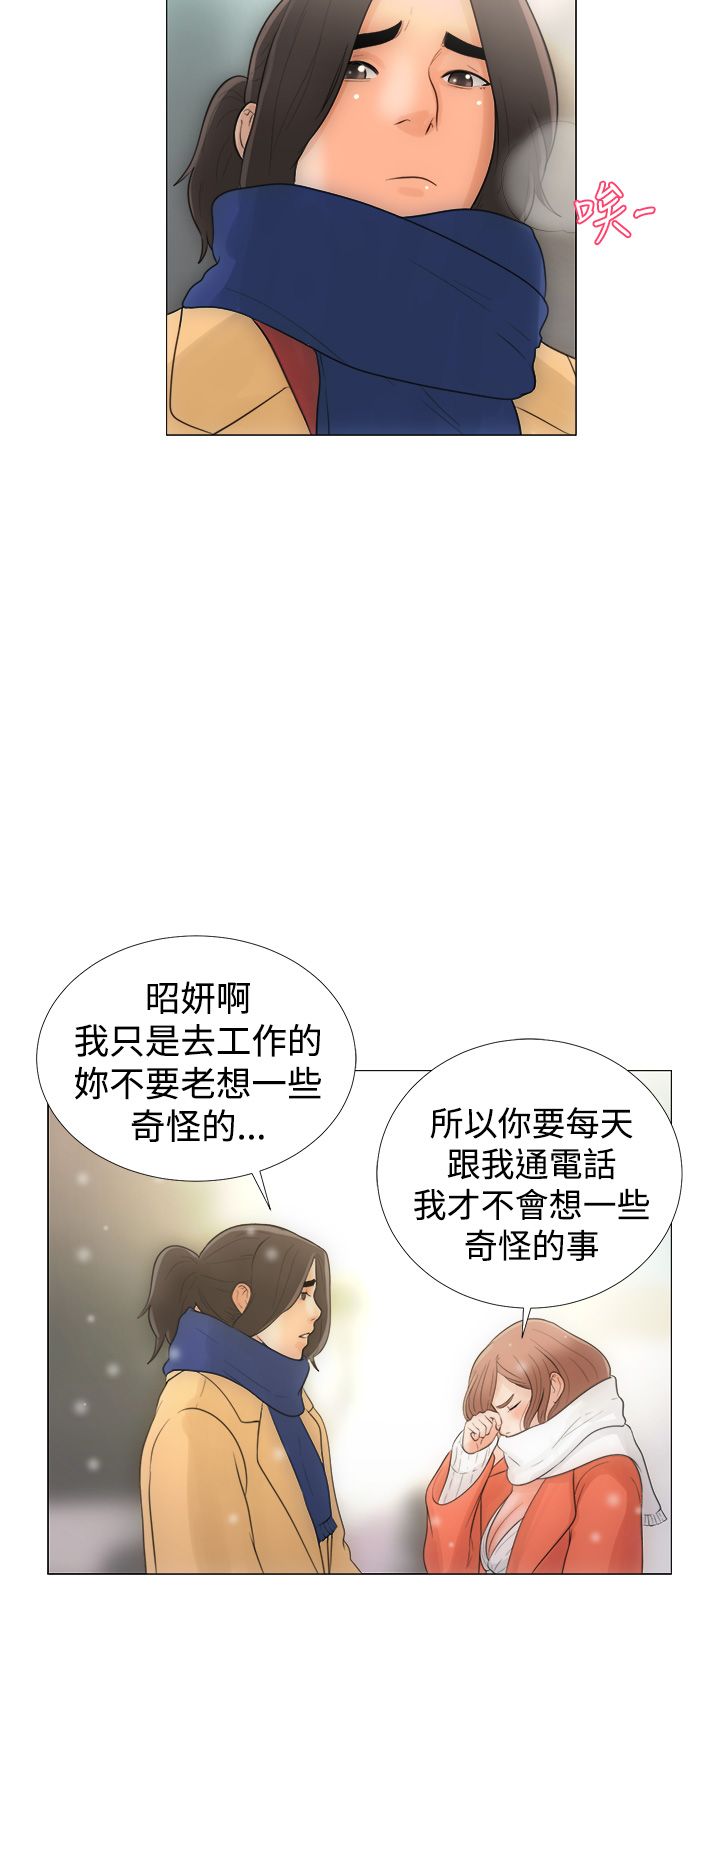 唉~
昭妍啊
我只是去工作的
妳不要老想一些
奇怪的...
所以你要每天
跟我通電話
我才不會想一些
奇怪的事